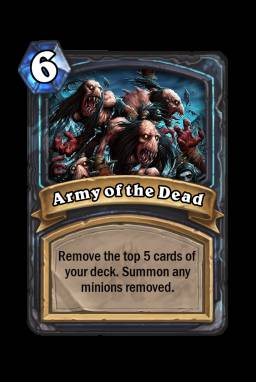 6
Army of the Dead
Remove the top 5 cards of
your deck. Summon any
minions removed.